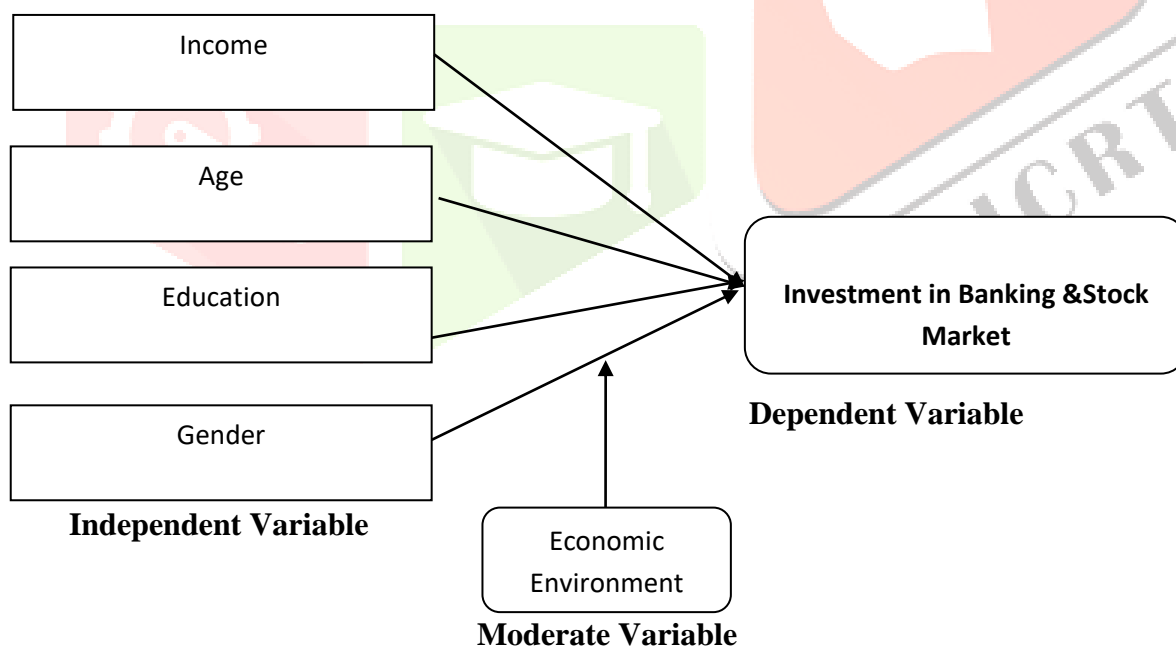 Income
Age
Education
Gender
Independent Variable
Investment in Banking &Stock
Market
Dependent Variable
Economic
Environment
Moderate Variable